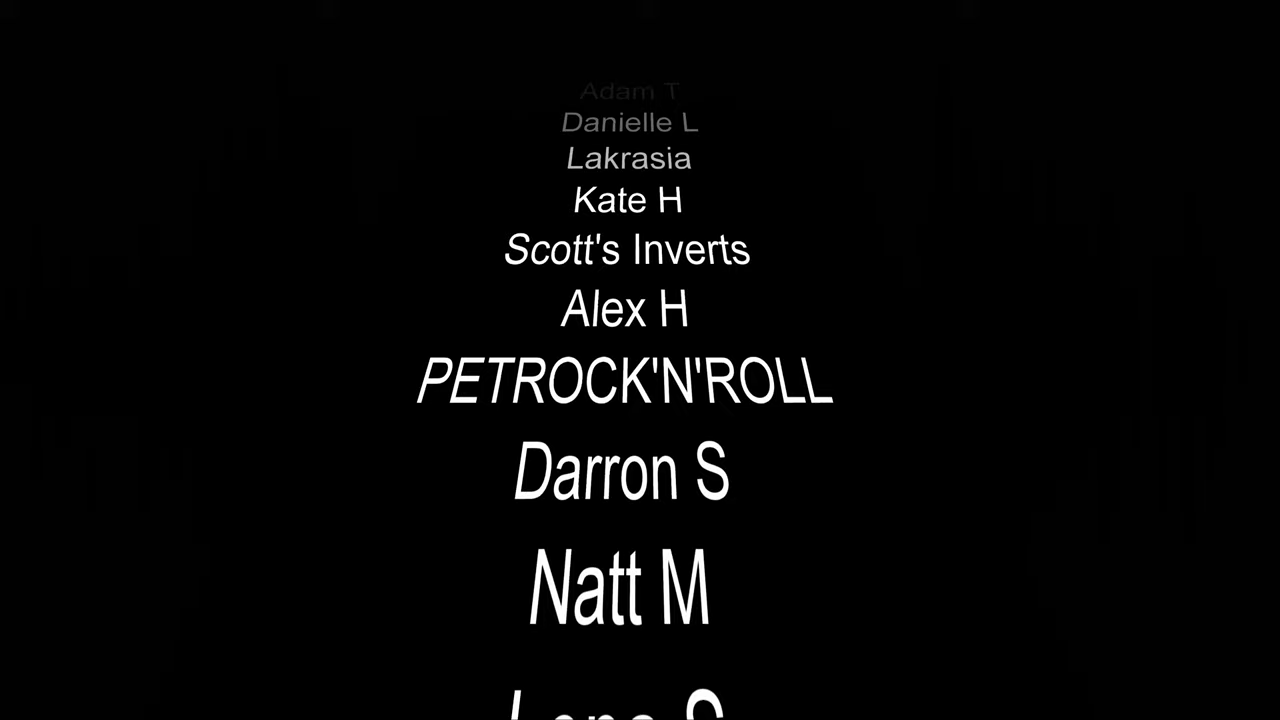 Adam T
Danielle L
Lakrasia
Kate H
Scott's Inverts
Alex H
PETROCK'N'ROLL
Darron S
Natt M